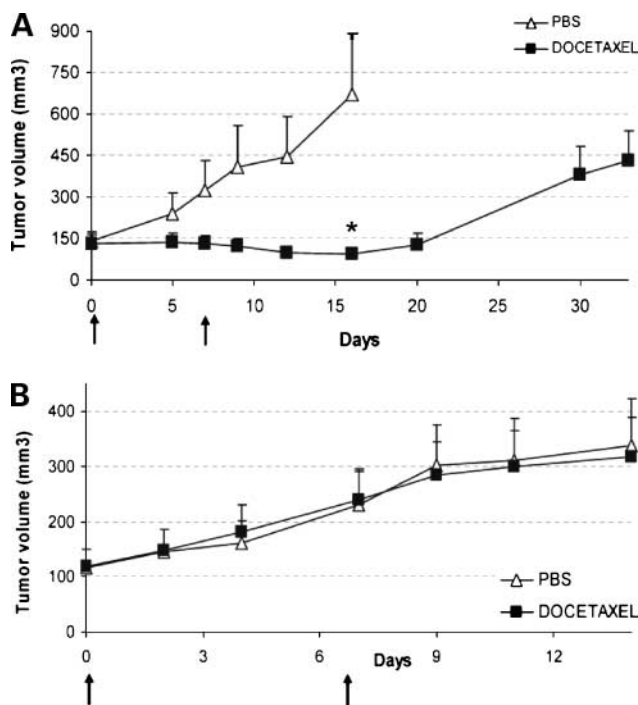 A
PBS
DOCETAXEL
Tumor volume (mm3)
900
750
600
450
300
150
0
*
0 5 10 15 20 25 30
Days
B
Tumor volume (mm3)
400
300
200
100
0
PBS
DOCETAXEL
0 3 6 9 12
Days